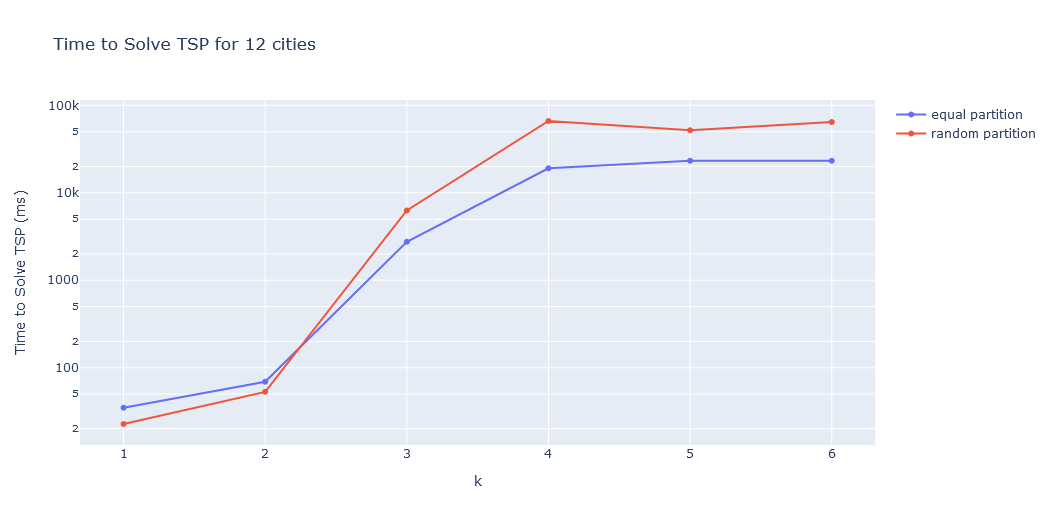 Time to Solve TSP for 12 cities
equal partition
random partition
Time to Solve TSP (ms)
100k
5
2
10k
5
2
1000
5
2
100
5
2
1 2 3 4 5 6
k